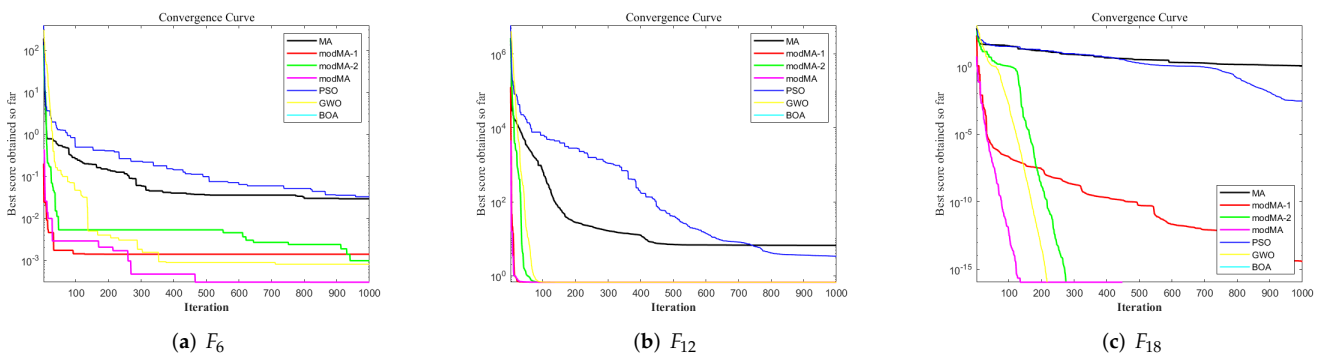 Convergence Curve
Best score obtained so far
10^2
10^1
10^0
10^-1
10^-2
10^-3
MA
modMA-1
modMA-2
modMA
PSO
GWO
BOA
100 200 300 400 500 600 700 800 900 1000
Iteration
(a) F_6
Convergence Curve
Best score obtained so far
10^6
10^4
10^2
10^0
MA
modMA-1
modMA-2
modMA
PSO
GWO
BOA
100 200 300 400 500 600 700 800 900 1000
Iteration
(b) F_12
Convergence Curve
Best score obtained so far
10^0
10^-5
10^-10
10^-15
MA
modMA-1
modMA-2
modMA
PSO
GWO
BOA
100 200 300 400 500 600 700 800 900 1000
Iteration
(c) F_18